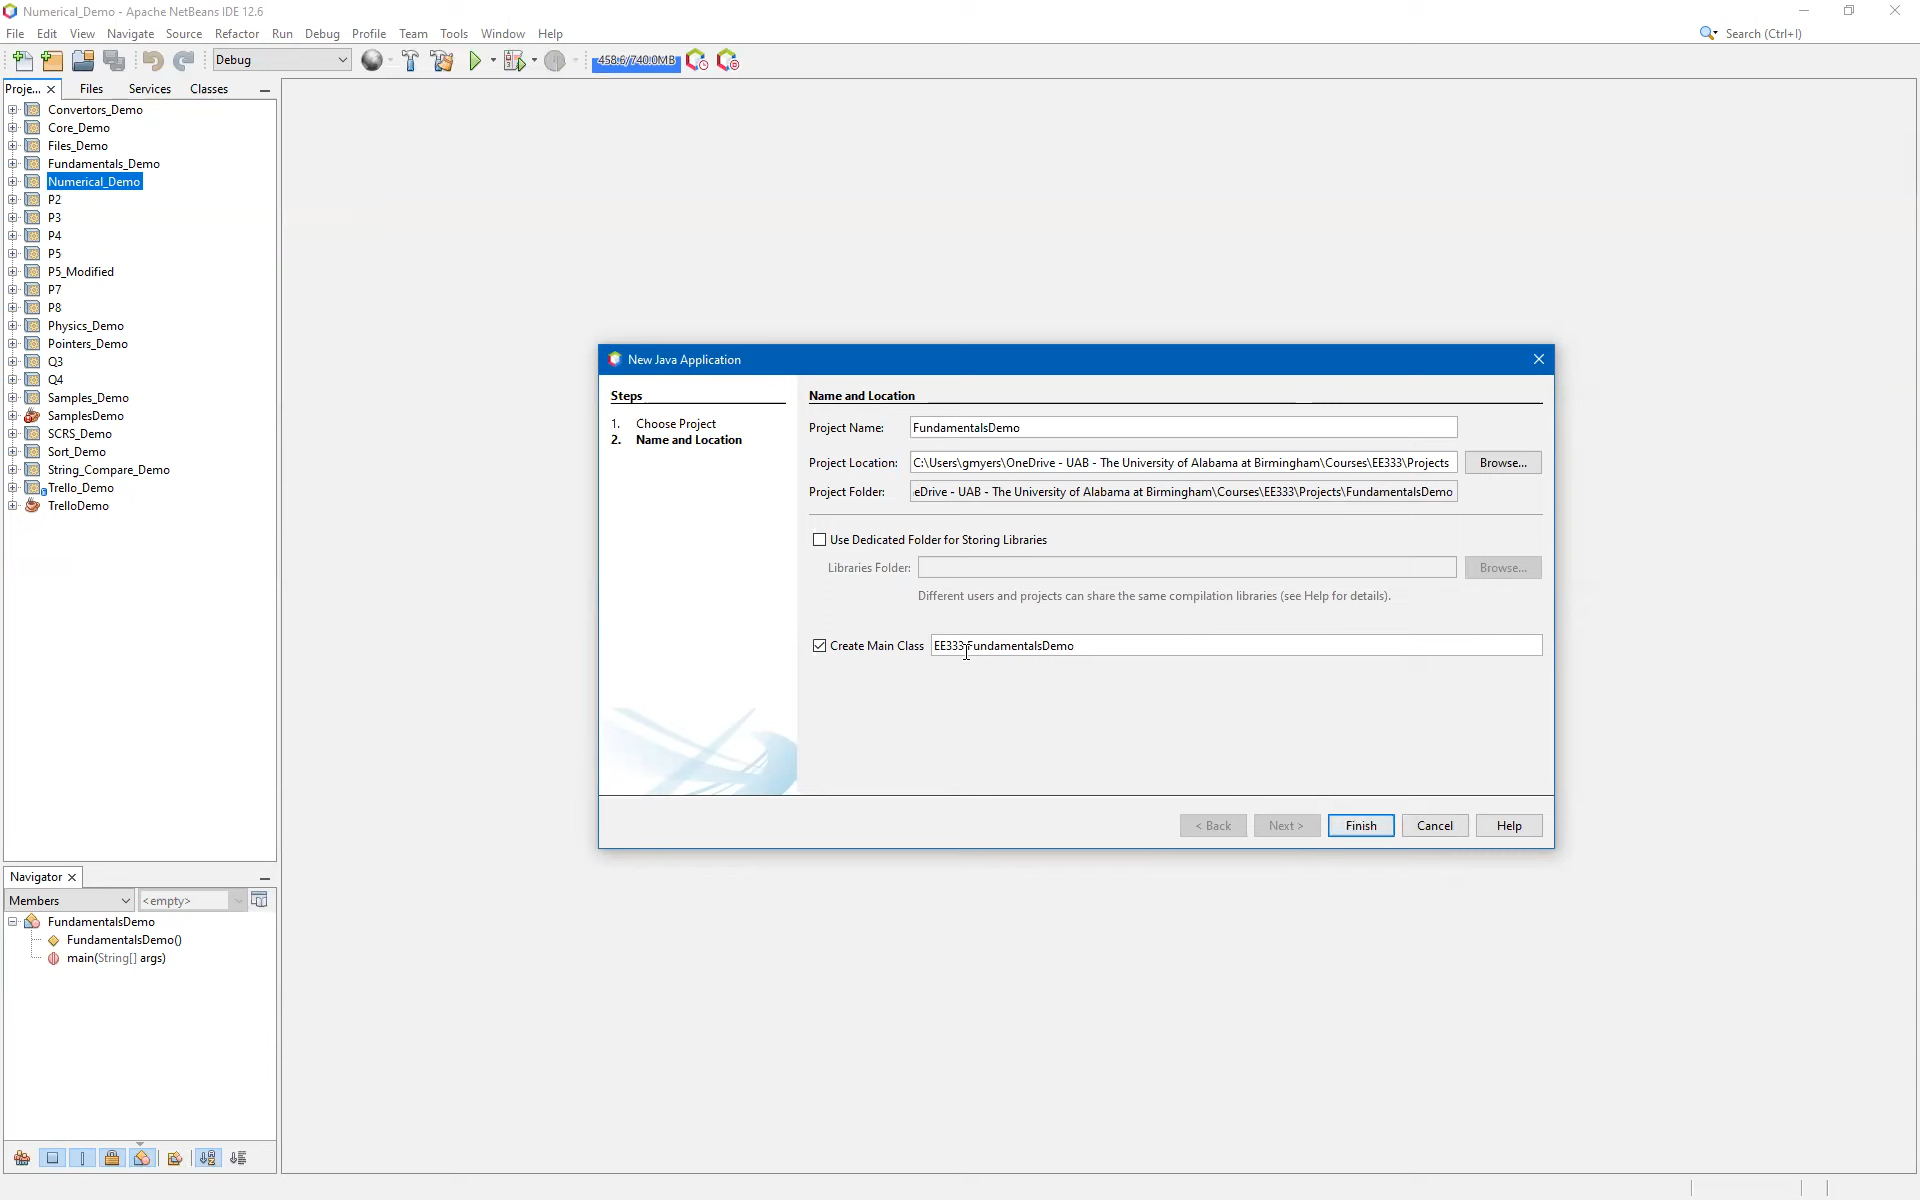 Numerical_Demo - Apache NetBeans IDE 12.6
File Edit View Navigate Source Refactor Run Debug Profile Team Tools Window Help
Search (Ctrl+I)
Debug
458.6/740.0MB
Proje... Files Services Classes
Convertors_Demo
Core_Demo
Files_Demo
Fundamentals_Demo
Numerical_Demo
P2
P3
P4
P5
P5_Modified
P7
P8
Physics_Demo
Pointers_Demo
Q3
Q4
Samples_Demo
SamplesDemo
SCRS_Demo
Sort_Demo
String_Compare_Demo
Trello_Demo
TrelloDemo
New Java Application
Steps
1. Choose Project
2. Name and Location
Name and Location
Project Name: FundamentalsDemo
Project Location: C:\Users\gmyers\OneDrive - UAB - The University of Alabama at Birmingham\Courses\EE333\Projects Browse...
Project Folder: eDrive - UAB - The University of Alabama at Birmingham\Courses\EE333\Projects\FundamentalsDemo
Use Dedicated Folder for Storing Libraries
Libraries Folder: Browse...
Different users and projects can share the same compilation libraries (see Help for details).
Create Main Class EE333.FundamentalsDemo
< Back Next > Finish Cancel Help
Navigator
Members <empty>
FundamentalsDemo
FundamentalsDemo()
main(String[] args)